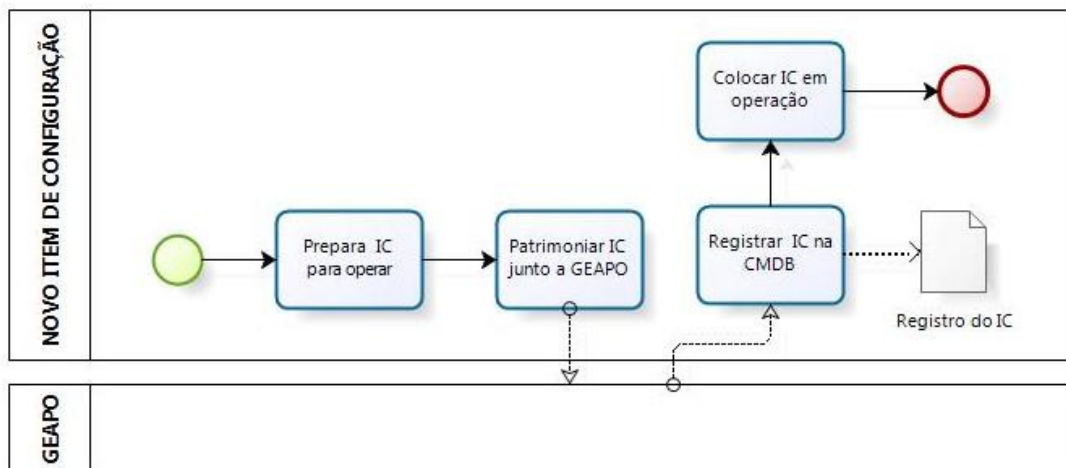 NOVO ITEM DE CONFIGURAÇÃO
Prepara IC
para operar
Patrimoniar IC
junto a GEAPO
Colocar IC em
operação
Registrar IC na
CMDB
Registro do IC
GEAPO